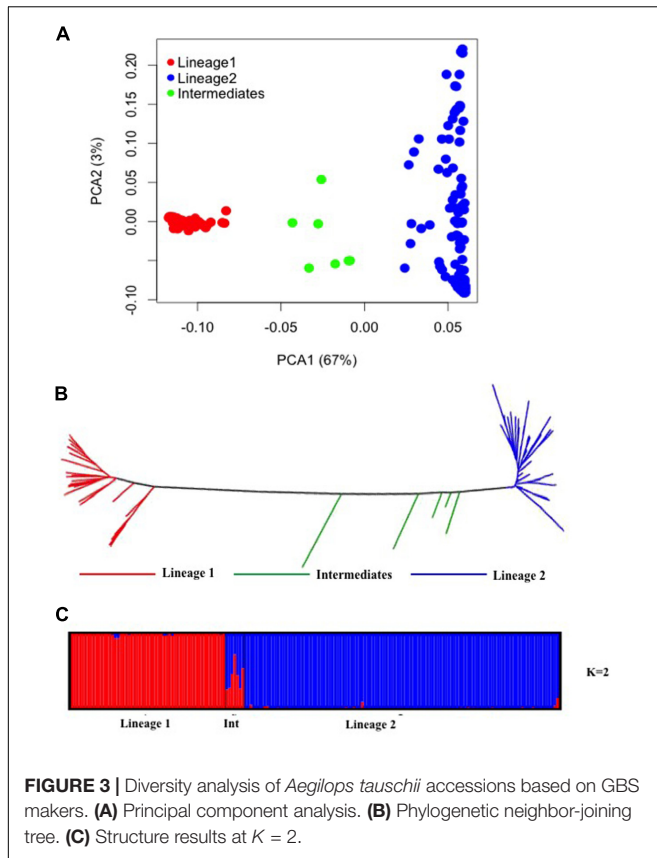 A
Lineage1
Lineage2
Intermediates
PCA2 (3%)
0.20
0.15
0.10
0.05
0.00
-0.10
-0.10
-0.05
0.00
0.05
PCA1 (67%)
B
Lineage 1
Intermediates
Lineage 2
C
K=2
Lineage 1
Int
Lineage 2
FIGURE 3 | Diversity analysis of Aegilops tauschii accessions based on GBS
makers. (A) Principal component analysis. (B) Phylogenetic neighbor-joining
tree. (C) Structure results at K = 2.